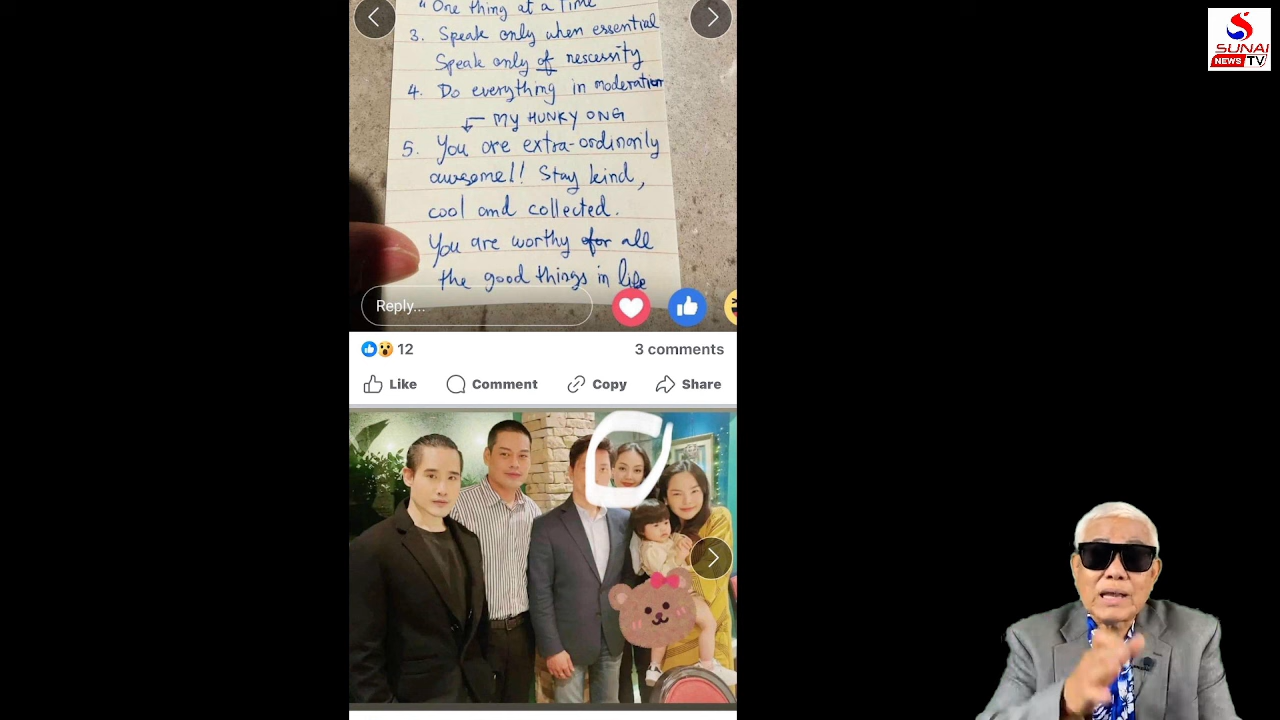 " One thing at a time
3. Speak only when essential
Speak only of nescessity
4. Do everything in moderation
MY HUNKY ONG
5. You are extra-ordinarily
awesome!! Stay kind,
cool and collected.
You are worthy for all
the good things in life
Reply...
12
3 comments
Like Comment Copy Share
SUNAI
NEWS TV